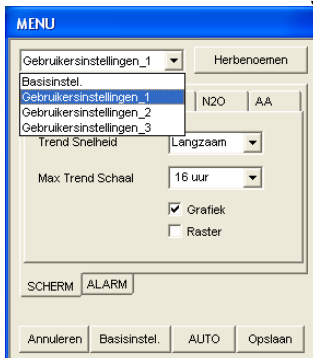 MENU
Gebruikersinstellingen_1
Herbenoemen
Basisinstel.
Gebruikersinstellingen_1
Gebruikersinstellingen_2
Gebruikersinstellingen_3
N2O
AA
Trend Snelheid
Langzaam
Max Trend Schaal
16 uur
Grafiek
Raster
SCHERM
ALARM
Annuleren
Basisinstel.
AUTO
Opslaan